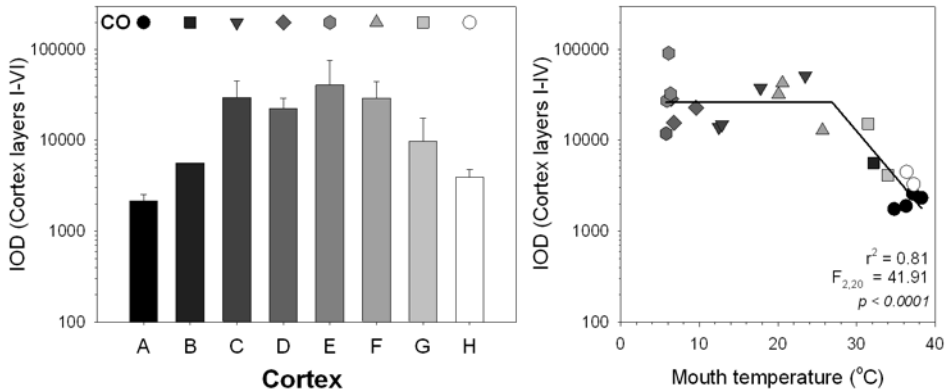 CO
IOD (Cortex layers I-VI)
100000
10000
1000
100
A B C D E F G H
Cortex
IOD (Cortex layers I-IV)
100000
10000
1000
100
r² = 0.81
F₂,₂₀ = 41.91
p < 0.0001
0 10 20 30 40
Mouth temperature (°C)